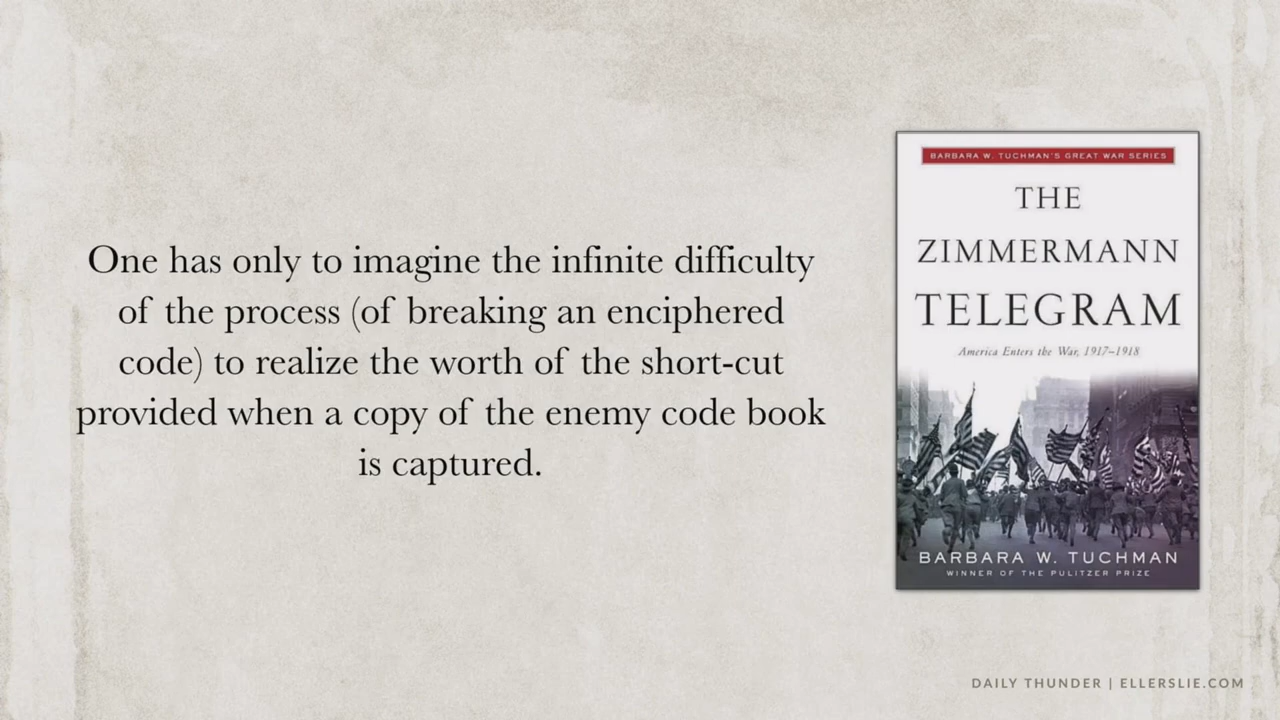 One has only to imagine the infinite difficulty
of the process (of breaking an enciphered
code) to realize the worth of the short-cut
provided when a copy of the enemy code book
is captured.
BARBARA W. TUCHMAN'S GREAT WAR SERIES
THE
ZIMMERMANN
TELEGRAM
America Enters the War, 1917–1918
BARBARA W. TUCHMAN
WINNER OF THE PULITZER PRIZE
DAILY THUNDER | ELLERSLIE.COM